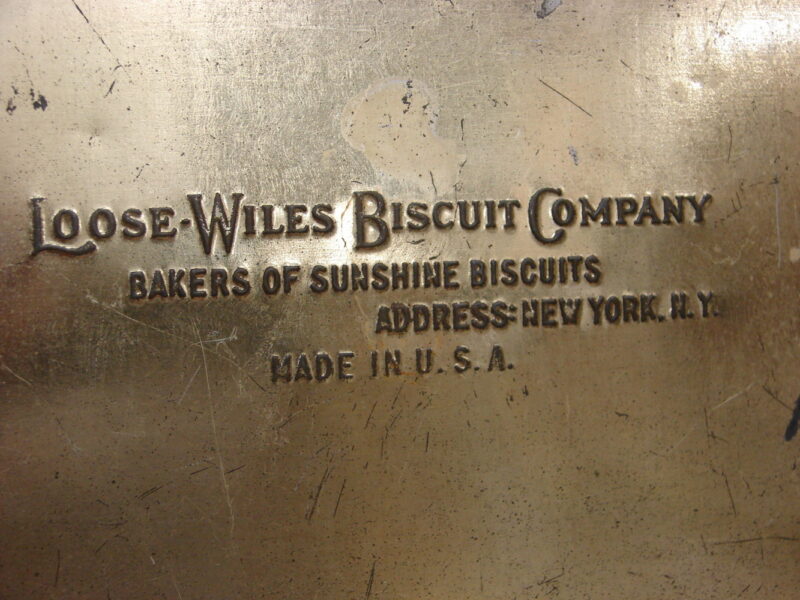 LOOSE-WILES BISCUIT COMPANY
BAKERS OF SUNSHINE BISCUITS
ADDRESS: NEW YORK, N.Y.
MADE IN U.S.A.